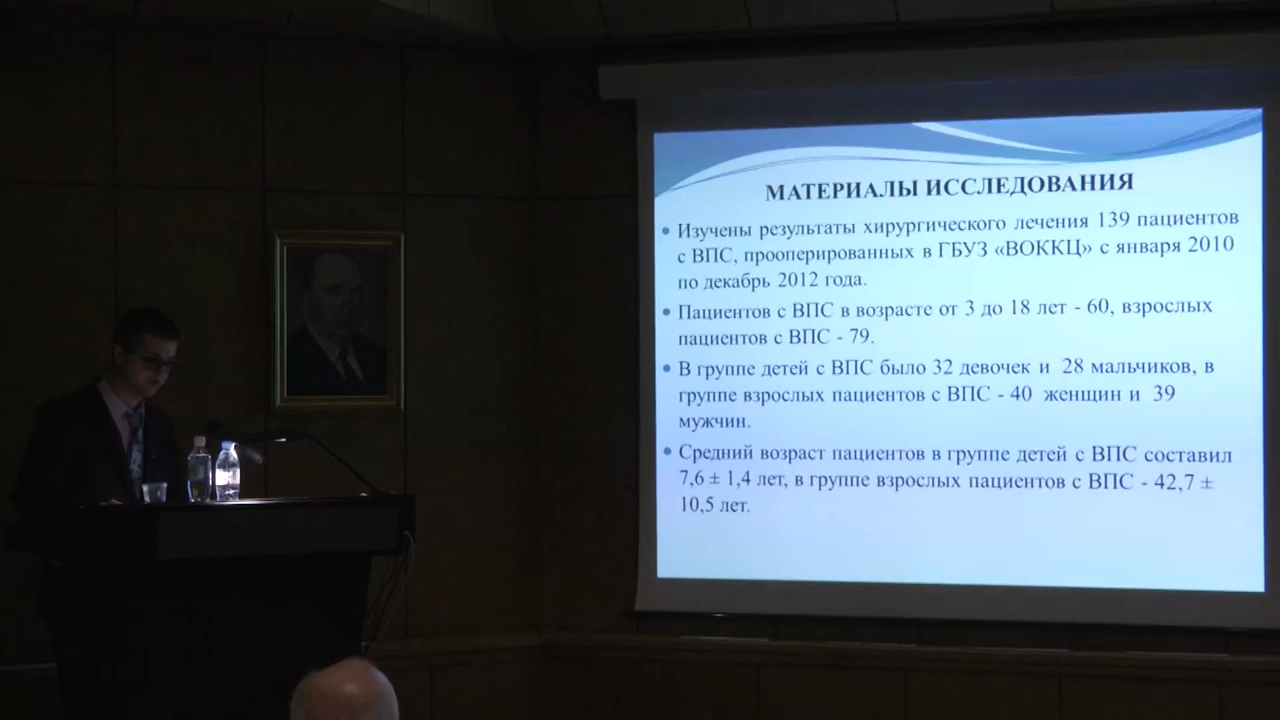 МАТЕРИАЛЫ ИССЛЕДОВАНИЯ
Изучены результаты хирургического лечения 139 пациентов
с ВПС, прооперированных в ГБУЗ «ВОККЦ» с января 2010
по декабрь 2012 года.
Пациентов с ВПС в возрасте от 3 до 18 лет - 60, взрослых
пациентов с ВПС - 79.
В группе детей с ВПС было 32 девочек и 28 мальчиков, в
группе взрослых пациентов с ВПС - 40 женщин и 39
мужчин.
Средний возраст пациентов в группе детей с ВПС составил
7,6 ± 1,4 лет, в группе взрослых пациентов с ВПС - 42,7 ±
10,5 лет.